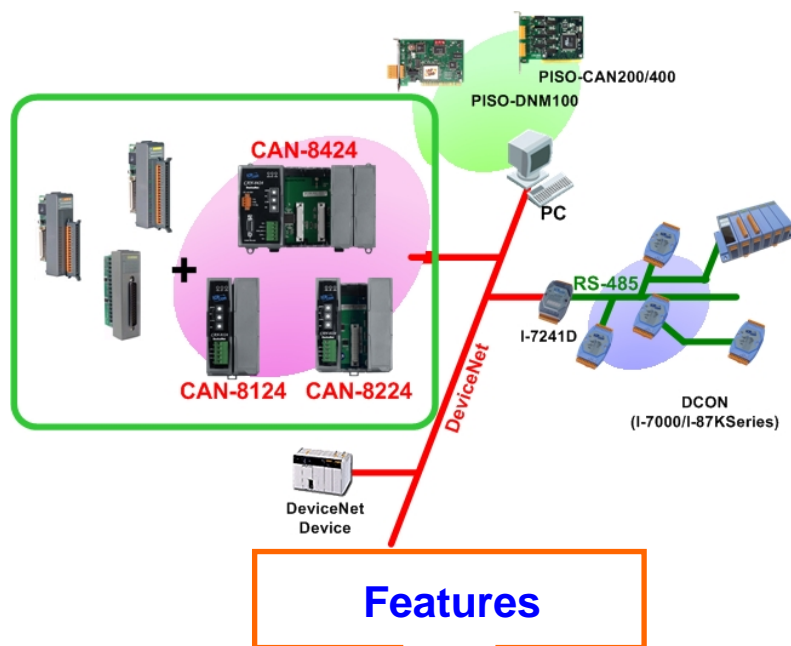 PISO-CAN200/400
PISO-DNM100
CAN-8424
PC
RS-485
I-7241D
CAN-8124
CAN-8224
DeviceNet
DCON
(I-7000/I-87KSeries)
DeviceNet
Device
Features